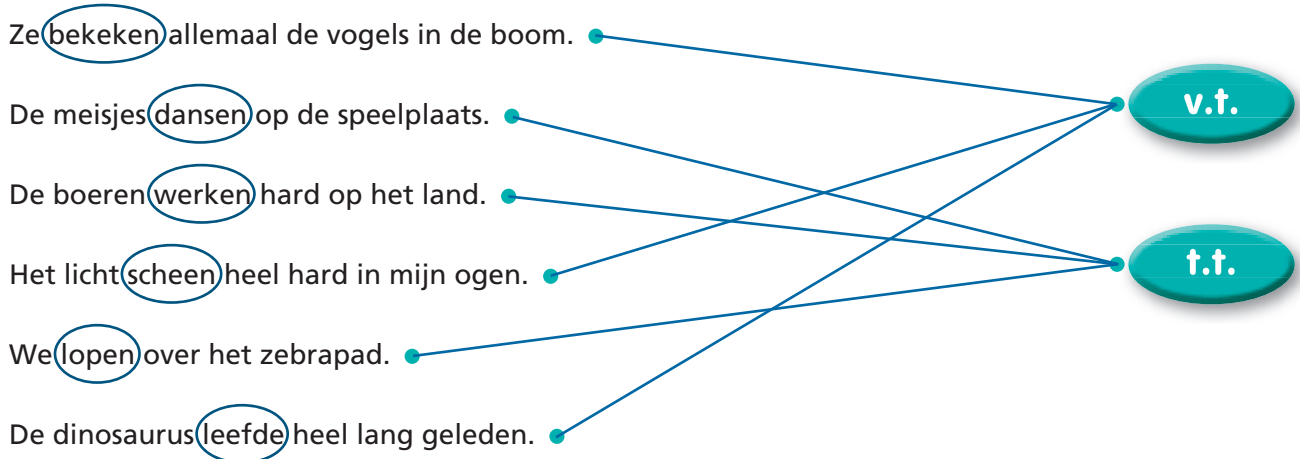 Ze bekeken allemaal de vogels in de boom.
v.t.
De meisjes dansen op de speelplaats.
De boeren werken hard op het land.
Het licht scheen heel hard in mijn ogen.
t.t.
We lopen over het zebrapad.
De dinosaurus leefde heel lang geleden.